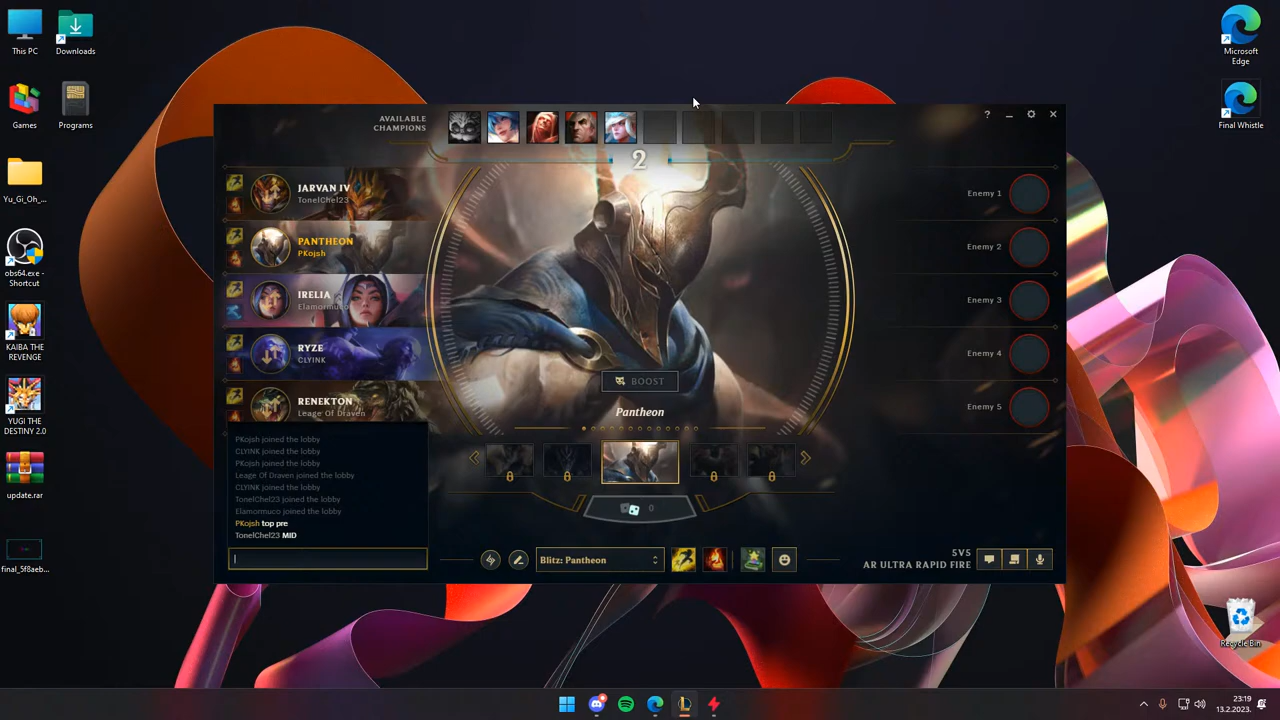 This PC
Downloads
Games
Programs
Yu_Gi_Oh_...
obs64.exe -
Shortcut
KAIBA THE
REVENGE
YUGI THE
DESTINY 2.0
update.rar
final_5f8aeb...
Microsoft
Edge
Final Whistle
Recycle Bin
AVAILABLE
CHAMPIONS
?
2
JARVAN IV
TonelChel23
PANTHEON
PKojsh
IRELIA
Elamormuco
RYZE
CLYINK
RENEKTON
Leage Of Draven
Enemy 1
Enemy 2
Enemy 3
Enemy 4
Enemy 5
BOOST
Pantheon
0
PKojsh joined the lobby
CLYINK joined the lobby
PKojsh joined the lobby
Leage Of Draven joined the lobby
CLYINK joined the lobby
TonelChel23 joined the lobby
Elamormuco joined the lobby
PKojsh top pre
TonelChel23 MID
Blitz: Pantheon
5V5
AR ULTRA RAPID FIRE
23:19
13.2.2023.